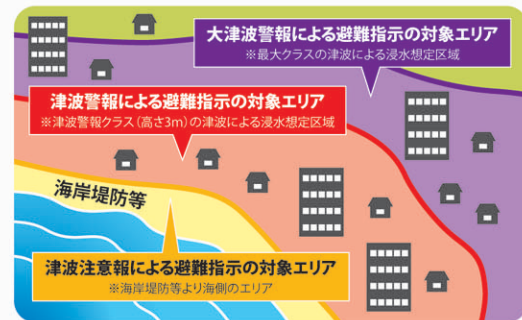 大津波警報による避難指示の対象エリア
※最大クラスの津波による浸水想定区域
津波警報による避難指示の対象エリア
※津波警報クラス(高さ3m)の津波による浸水想定区域
海岸堤防等
津波注意報による避難指示の対象エリア
※海岸堤防等より海側のエリア